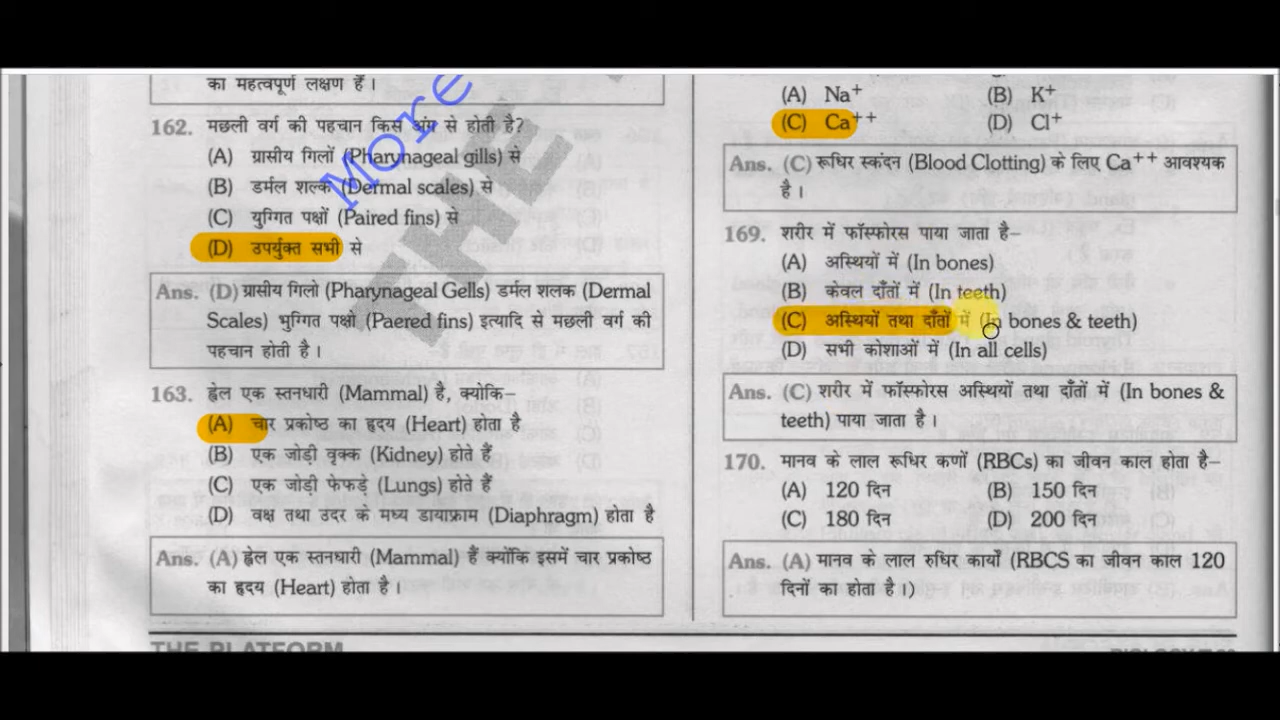 का महत्वपूर्ण लक्षण हैं।
162. मछली वर्ग की पहचान किस अंग से होती है?
(A) ग्रासीय गिलों (Pharynageal gills) से
(B) डर्मल शल्क (Dermal scales) से
(C) युग्गित पक्षों (Paired fins) से
(D) उपर्युक्त सभी से
Ans. (D) ग्रासीय गिलो (Pharynageal Gells) डर्मल शलक (Dermal
Scales) भुग्गित पक्षो (Paered fins) इत्यादि से मछली वर्ग की
पहचान होती है।
163. ह्वेल एक स्तनधारी (Mammal) है, क्योंकि–
(A) चार प्रकोष्ठ का हृदय (Heart) होता है
(B) एक जोड़ी वृक्क (Kidney) होते हैं
(C) एक जोड़ी फेफड़े (Lungs) होते हैं
(D) वक्ष तथा उदर के मध्य डायाफ्राम (Diaphragm) होता है
Ans. (A) ह्वेल एक स्तनधारी (Mammal) हैं क्योंकि इसमें चार प्रकोष्ठ
का हृदय (Heart) होता है।
THE PLATFORM
More
THE
(A) Na+
(B) K+
(C) Ca++
(D) Cl+
Ans. (C) रूधिर स्कंदन (Blood Clotting) के लिए Ca++ आवश्यक
है।
169. शरीर में फॉस्फोरस पाया जाता है–
(A) अस्थियों में (In bones)
(B) केवल दाँतों में (In teeth)
(C) अस्थियों तथा दाँतों में (In bones & teeth)
(D) सभी कोशाओं में (In all cells)
Ans. (C) शरीर में फॉस्फोरस अस्थियों तथा दाँतों में (In bones &
teeth) पाया जाता है।
170. मानव के लाल रूधिर कणों (RBCs) का जीवन काल होता है–
(A) 120 दिन
(B) 150 दिन
(C) 180 दिन
(D) 200 दिन
Ans. (A) मानव के लाल रुधिर कार्यों (RBCS का जीवन काल 120
दिनों का होता है।)